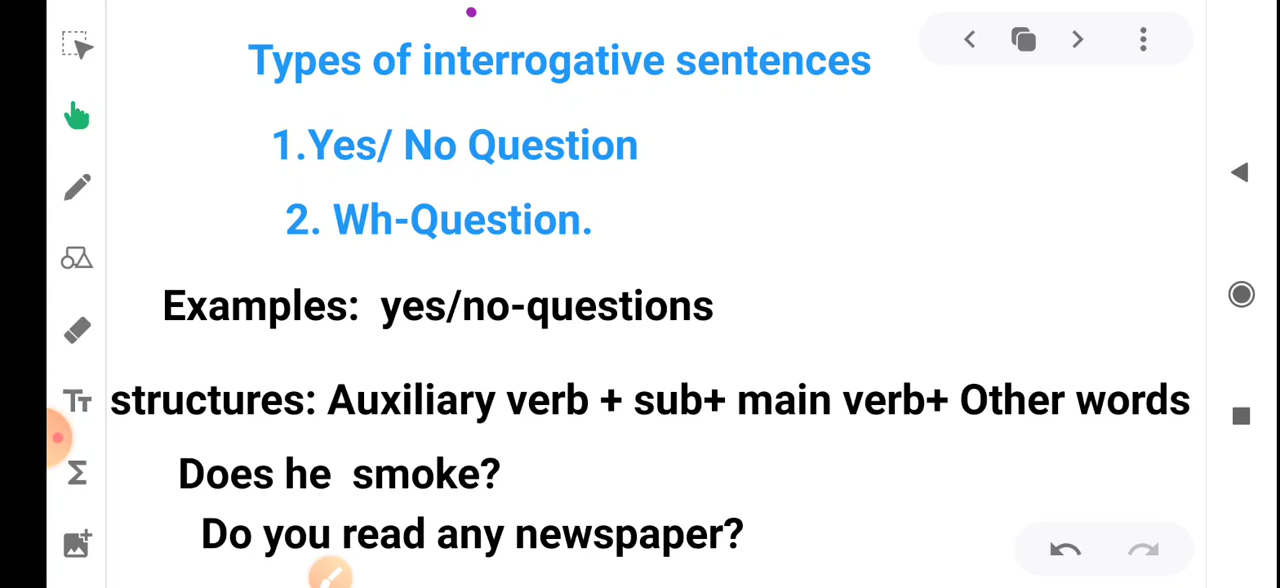 Types of interrogative sentences
1.Yes/ No Question
2. Wh-Question.
Examples: yes/no-questions
structures: Auxiliary verb + sub+ main verb+ Other words
Does he smoke?
Do you read any newspaper?